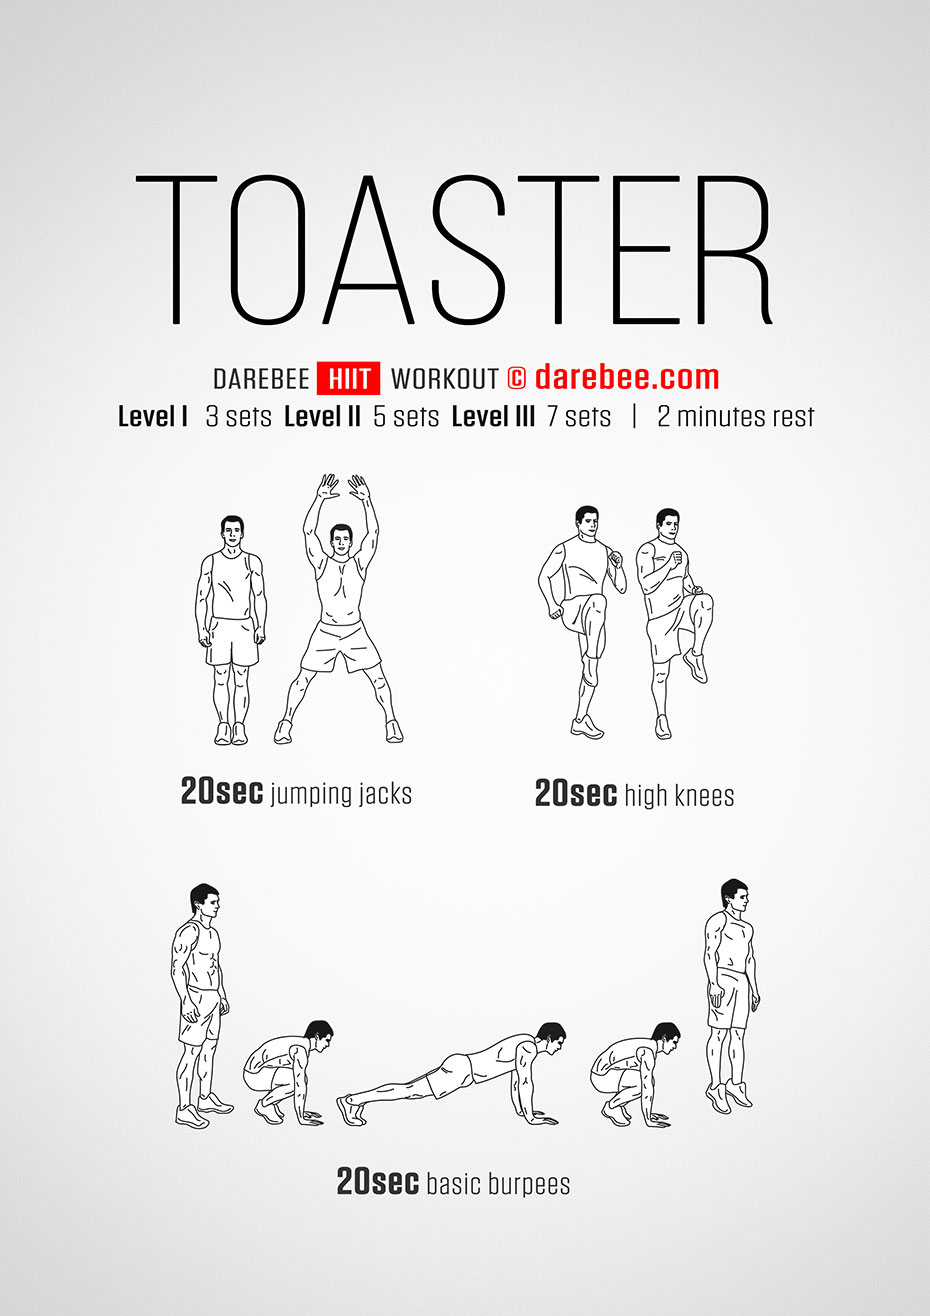 TOASTER
DAREBEE HIIT WORKOUT © darebee.com
Level I 3 sets Level II 5 sets Level III 7 sets | 2 minutes rest
20sec jumping jacks
20sec high knees
20sec basic burpees